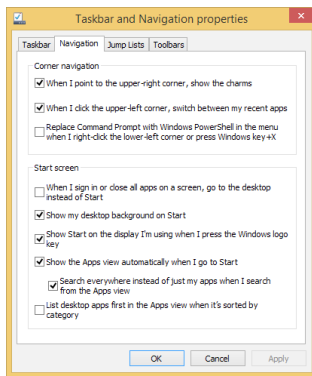 Taskbar and Navigation properties
Taskbar Navigation Jump Lists Toolbars
Corner navigation
When I point to the upper-right corner, show the charms
When I click the upper-left corner, switch between my recent apps
Replace Command Prompt with Windows PowerShell in the menu
when I right-click the lower-left corner or press Windows key+X
Start screen
When I sign in or close all apps on a screen, go to the desktop
instead of Start
Show my desktop background on Start
Show Start on the display I'm using when I press the Windows logo
key
Show the Apps view automatically when I go to Start
Search everywhere instead of just my apps when I search
from the Apps view
List desktop apps first in the Apps view when it's sorted by
category
OK Cancel Apply